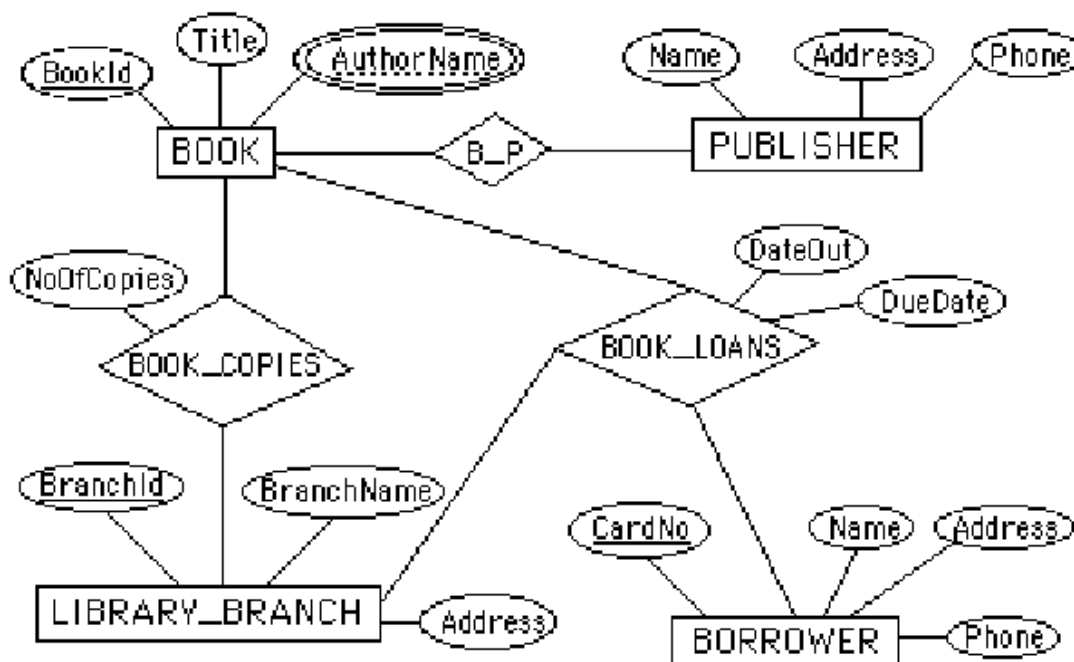 Title
AuthorName
Name
Address
Phone
BookId
BOOK
B_P
PUBLISHER
DateOut
NoOfCopies
DueDate
BOOK_COPIES
BOOK_LOANS
BranchId
BranchName
CardNo
Name
Address
LIBRARY_BRANCH
Address
BORROWER
Phone